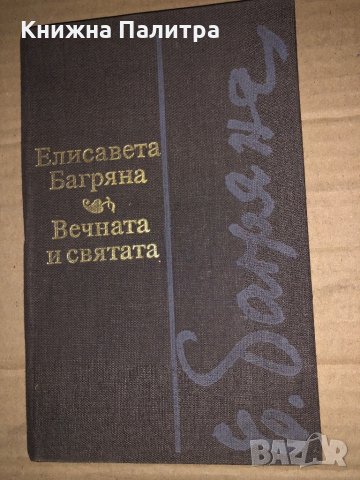 Книжна Палитра
Елисавета
Багряна
Вечната
и святата
Е. Багряна
BAZAR